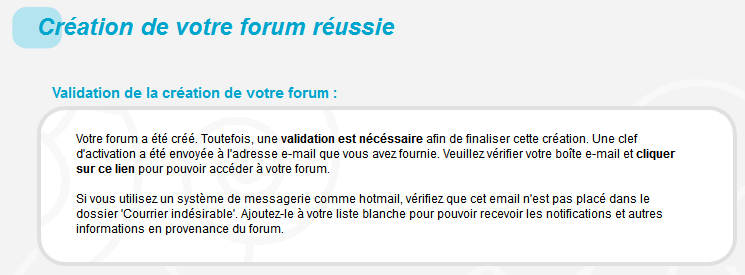 Création de votre forum réussie
Validation de la création de votre forum :
Votre forum a été créé. Toutefois, une validation est nécéssaire afin de finaliser cette création. Une clef
d'activation a été envoyée à l'adresse e-mail que vous avez fournie. Veuillez vérifier votre boîte e-mail et cliquer
sur ce lien pour pouvoir accéder à votre forum.
Si vous utilisez un système de messagerie comme hotmail, vérifiez que cet email n'est pas placé dans le
dossier 'Courrier indésirable'. Ajoutez-le à votre liste blanche pour pouvoir recevoir les notifications et autres
informations en provenance du forum.